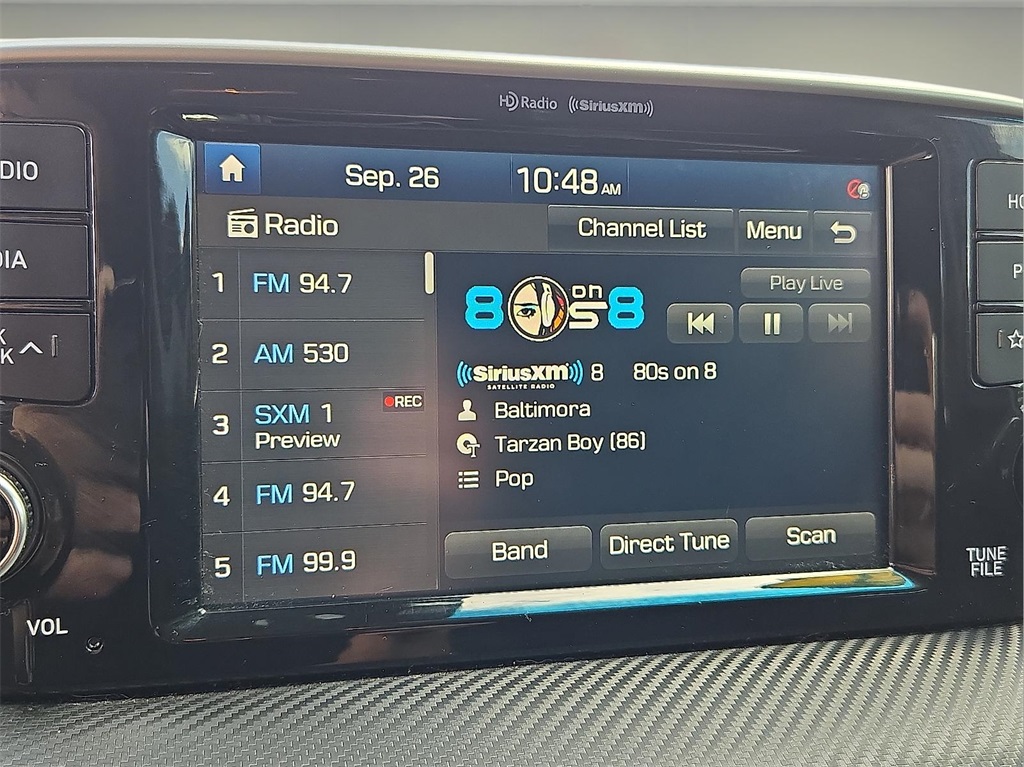 HD Radio ((SiriusXM))
DIO
DIA
K
K
VOL
Sep. 26 10:48 AM
Radio Channel List Menu
1 FM 94.7
2 AM 530
3 SXM 1 REC
Preview
4 FM 94.7
5 FM 99.9
Play Live
80s on 8
((SiriusXM)) 8 80s on 8
SATELLITE RADIO
Baltimora
Tarzan Boy (86)
Pop
Band Direct Tune Scan
HO
P
TUNE
FILE